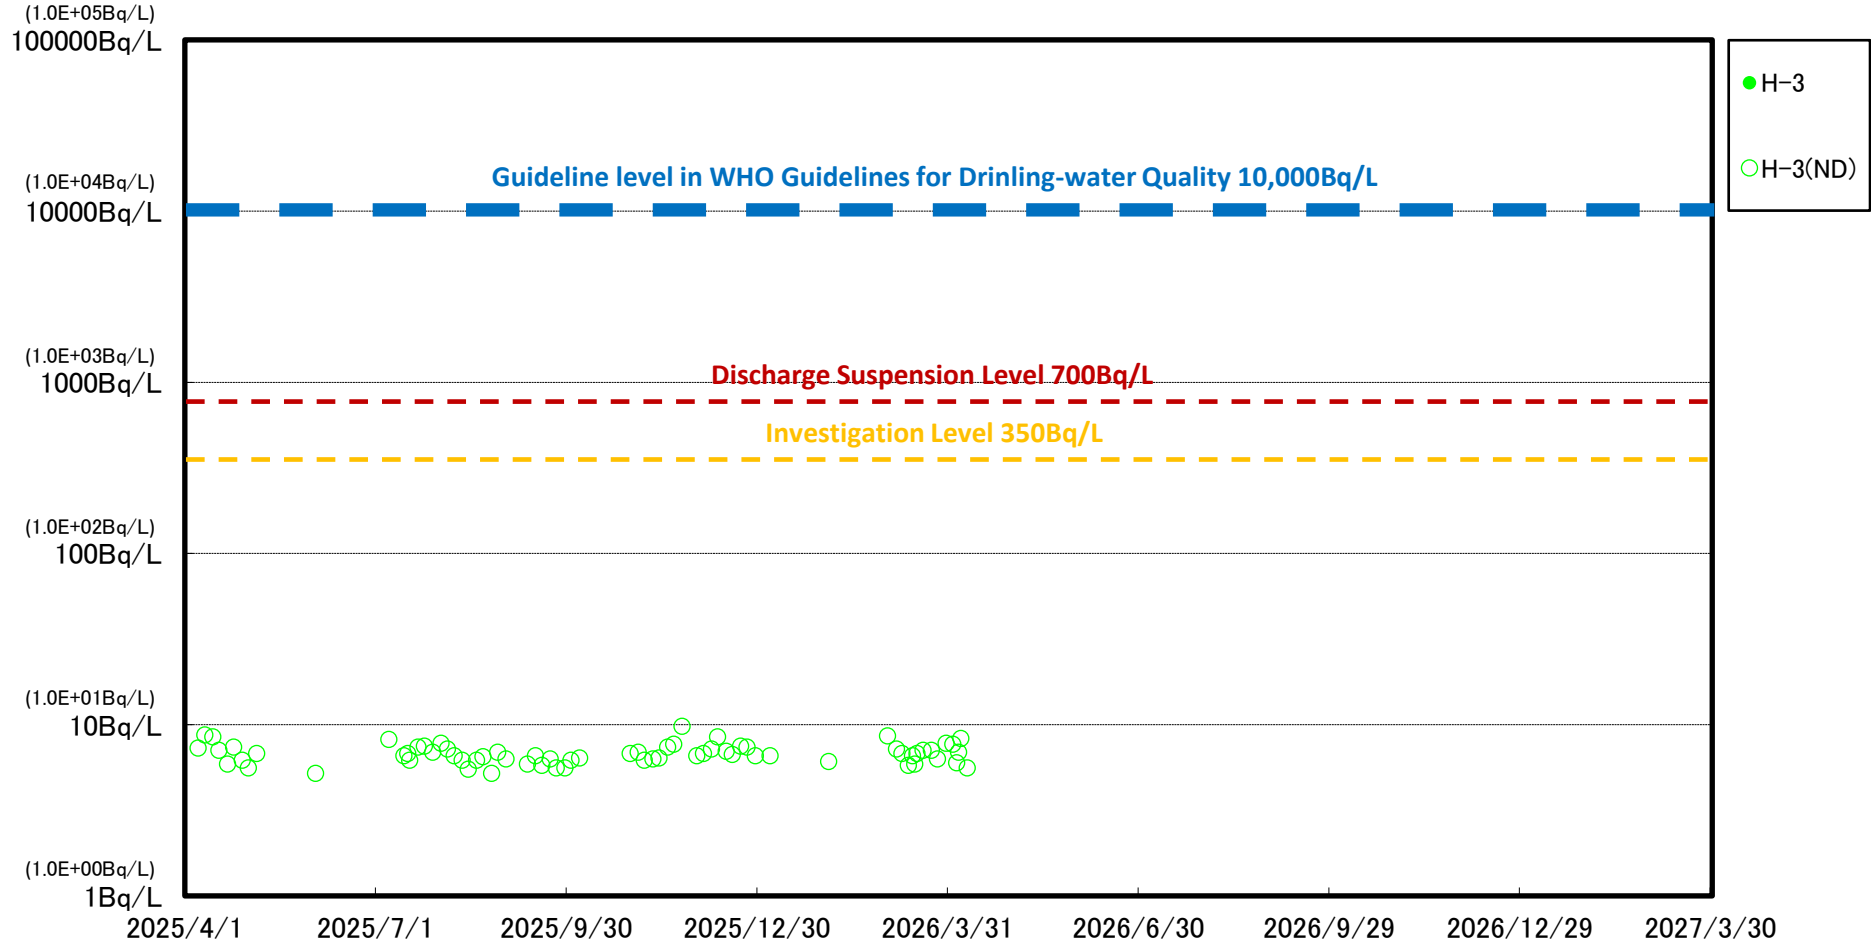 (1.0E+05Bq/L)
100000Bq/L
H-3
Guideline level in WHO Guidelines for Drinling-water Quality 10,000Bq/L
H-3(ND)
(1.0E+04Bq/L)
10000Bq/L
(1.0E+03Bq/L)
1000Bq/L
Discharge Suspension Level 700Bq/L
Investigation Level 350Bq/L
(1.0E+02Bq/L)
100Bq/L
(1.0E+01Bq/L)
10Bq/L
(1.0E+00Bq/L)
1Bq/L
2025/4/1 2025/7/1 2025/9/30 2025/12/30 2026/3/31 2026/6/30 2026/9/29 2026/12/29 2027/3/30